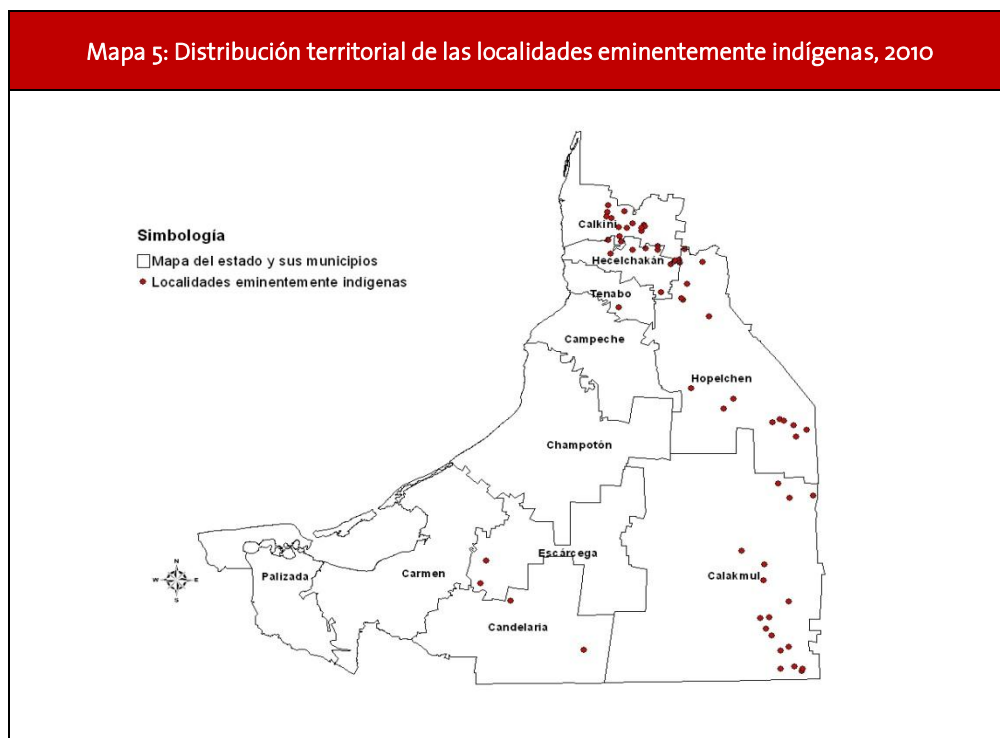 Mapa 5: Distribución territorial de las localidades eminentemente indígenas, 2010
Simbología
Mapa del estado y sus municipios
Localidades eminentemente indígenas
Calkiní
Hecelchakán
Tenabo
Campeche
Hopelchen
Champotón
Escárcega
Calakmul
Carmen
Palizada
Candelaria
N
W E
S